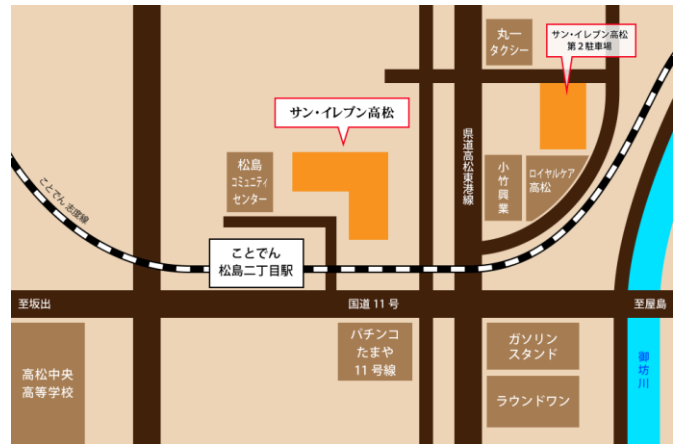 丸一
タクシー
サン・イレブン高松
第2駐車場
サン・イレブン高松
松島
コミュニティ
センター
県道高松東港線
小竹興業
ロイヤルケア
高松
ことでん 志度線
ことでん
松島二丁目駅
至坂出
国道 11 号
至屋島
高松中央
高等学校
パチンコ
たまや
11 号線
ガソリン
スタンド
ラウンドワン
御坊川